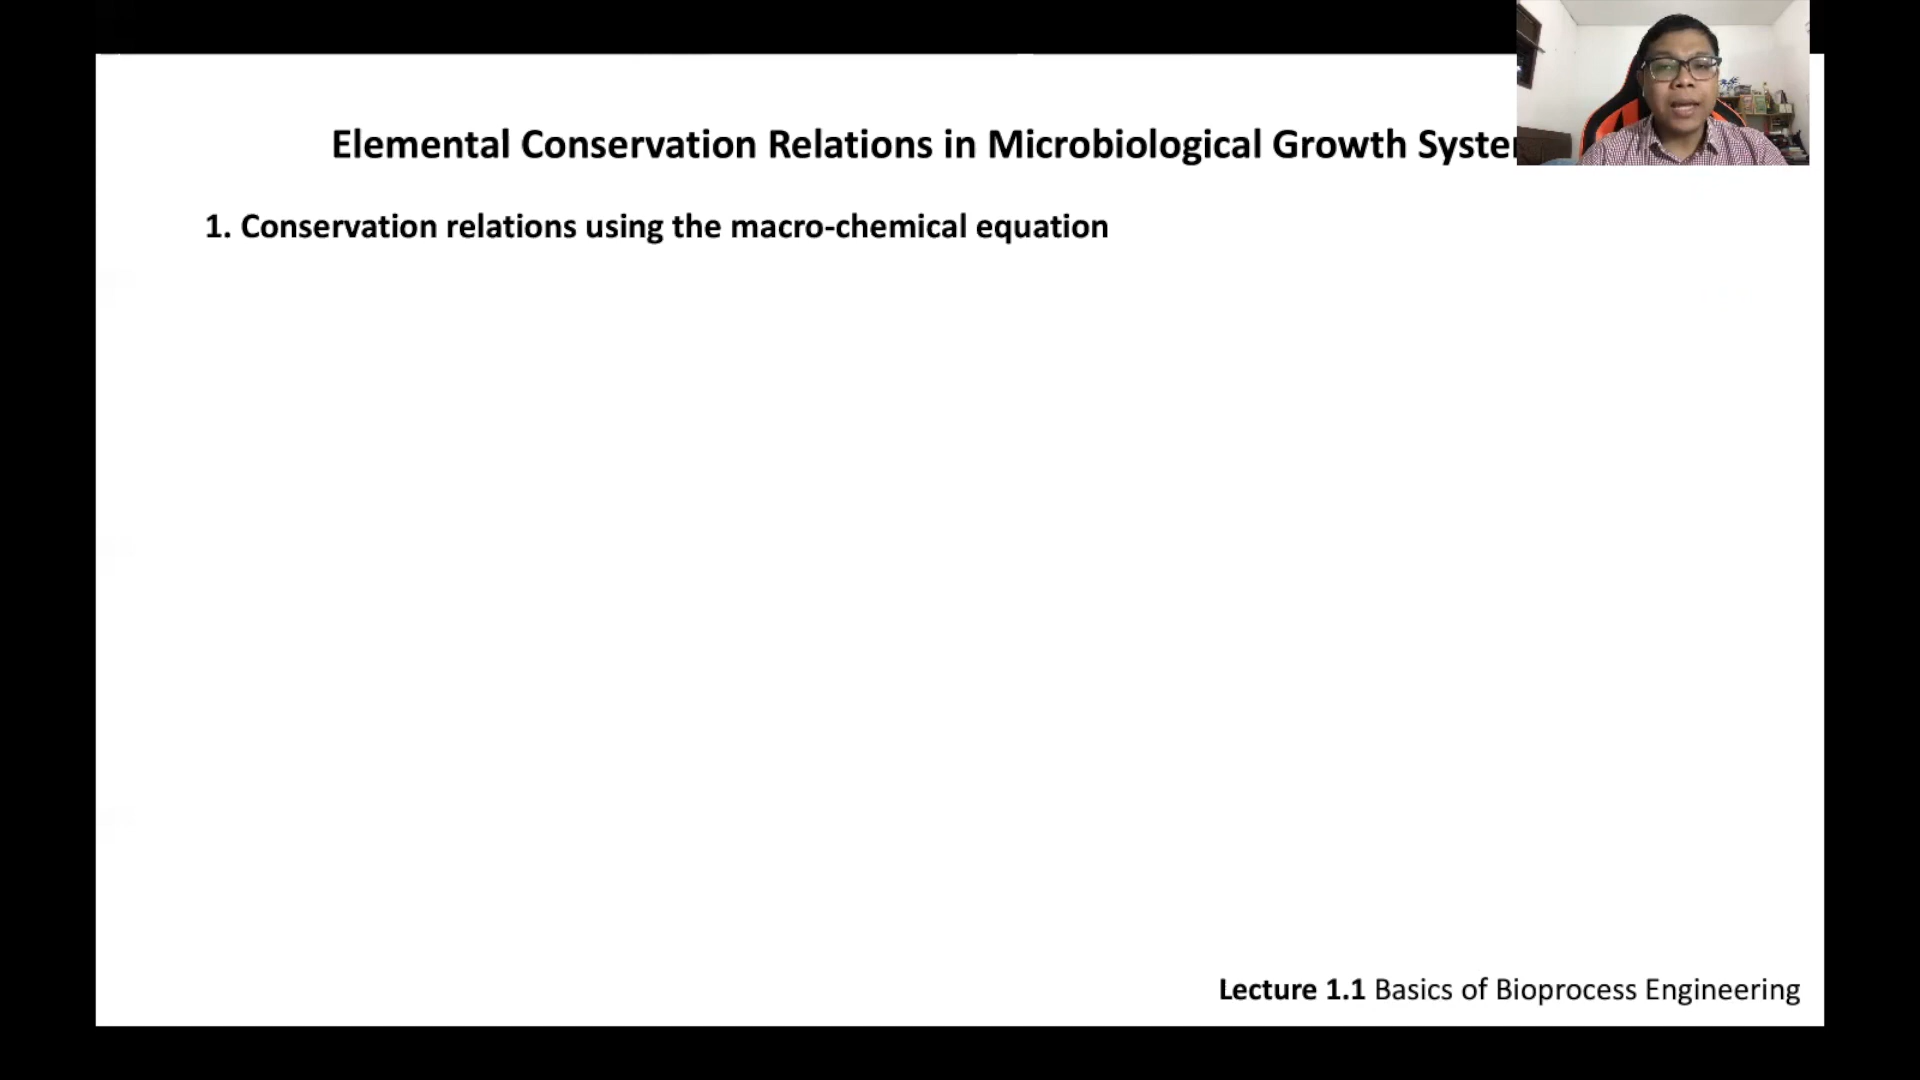 Elemental Conservation Relations in Microbiological Growth
1. Conservation relations using the macro-chemical equation
Lecture 1.1 Basics of Bioprocess Engineering